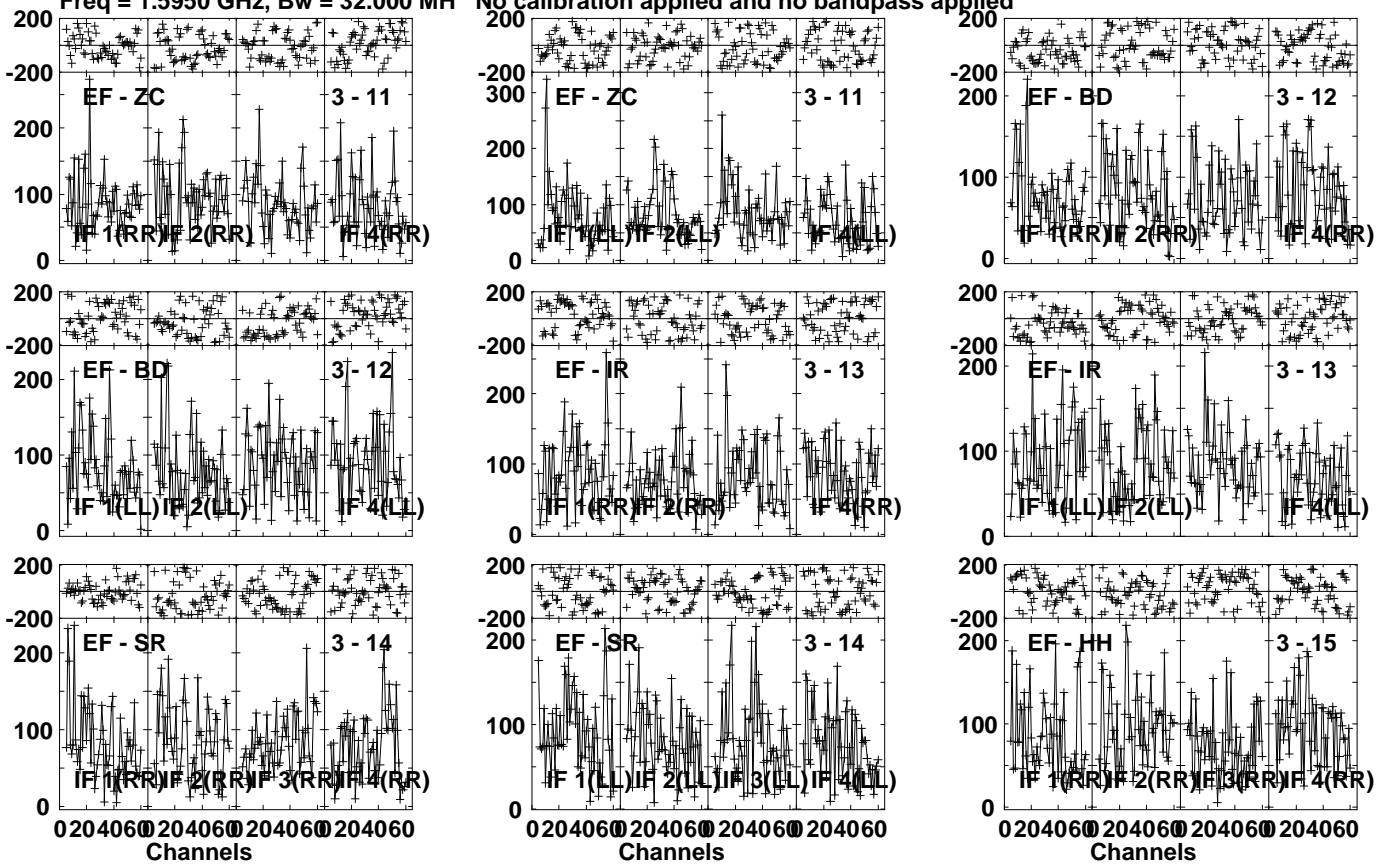 Freq = 1.5950 GHz, Bw = 32.000 MH No calibration applied and no bandpass applied
200
-200
EF - ZC 3 - 11
200
100
IF 1(RR) IF 2(RR) IF 4(RR)
0
200
-200
300 EF - ZC 3 - 11
200
100
IF 1(LL) IF 2(LL) IF 4(LL)
0
200
-200
200 EF - BD 3 - 12
100
IF 1(RR) IF 2(RR) IF 4(RR)
0
200
-200
EF - BD 3 - 12
200
100
IF 1(LL) IF 2(LL) IF 4(LL)
0
200
-200
EF - IR 3 - 13
200
100
IF 1(RR) IF 2(RR) IF 4(RR)
0
200
-200
200 EF - IR 3 - 13
100
IF 1(LL) IF 2(LL) IF 4(LL)
0
200
-200
200 EF - SR 3 - 14
100
IF 1(RR) IF 2(RR) IF 3(RR) IF 4(RR)
0
0 20 40 60 0 20 40 60 0 20 40 60 0 20 40 60
Channels
200
-200
200 EF - SR 3 - 14
100
IF 1(LL) IF 2(LL) IF 3(LL) IF 4(LL)
0
0 20 40 60 0 20 40 60 0 20 40 60 0 20 40 60
Channels
200
-200
200 EF - HH 3 - 15
100
IF 1(RR) IF 2(RR) IF 3(RR) IF 4(RR)
0
0 20 40 60 0 20 40 60 0 20 40 60 0 20 40 60
Channels